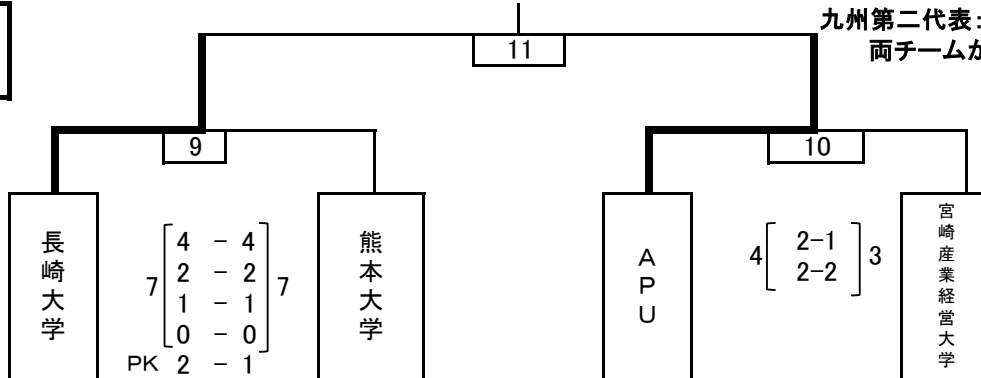 九州第二代表:
両チームが
11
9
10
長崎大学
7 4 - 4 7
2 - 2
1 - 1
0 - 0
PK 2 - 1
熊本大学
APU
4 2-1 3
2-2
宮崎産業経営大学